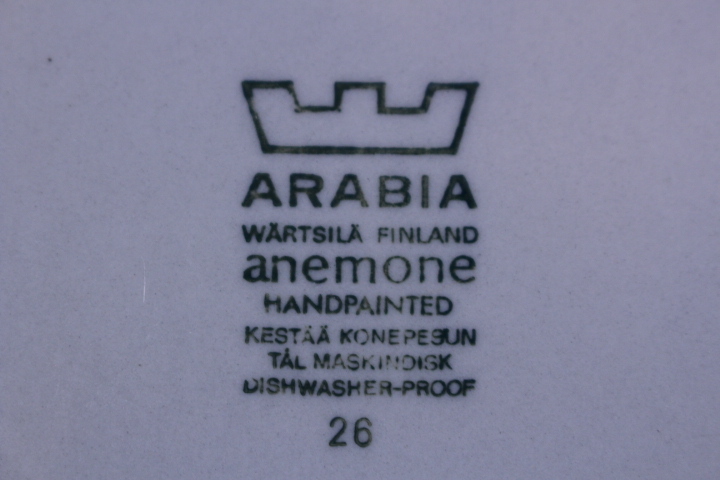 ARABIA
WÄRTSILÄ FINLAND
anemone
HANDPAINTED
KESTÄÄ KONEPESUN
TÅL MASKINDISK
DISHWASHER-PROOF
26